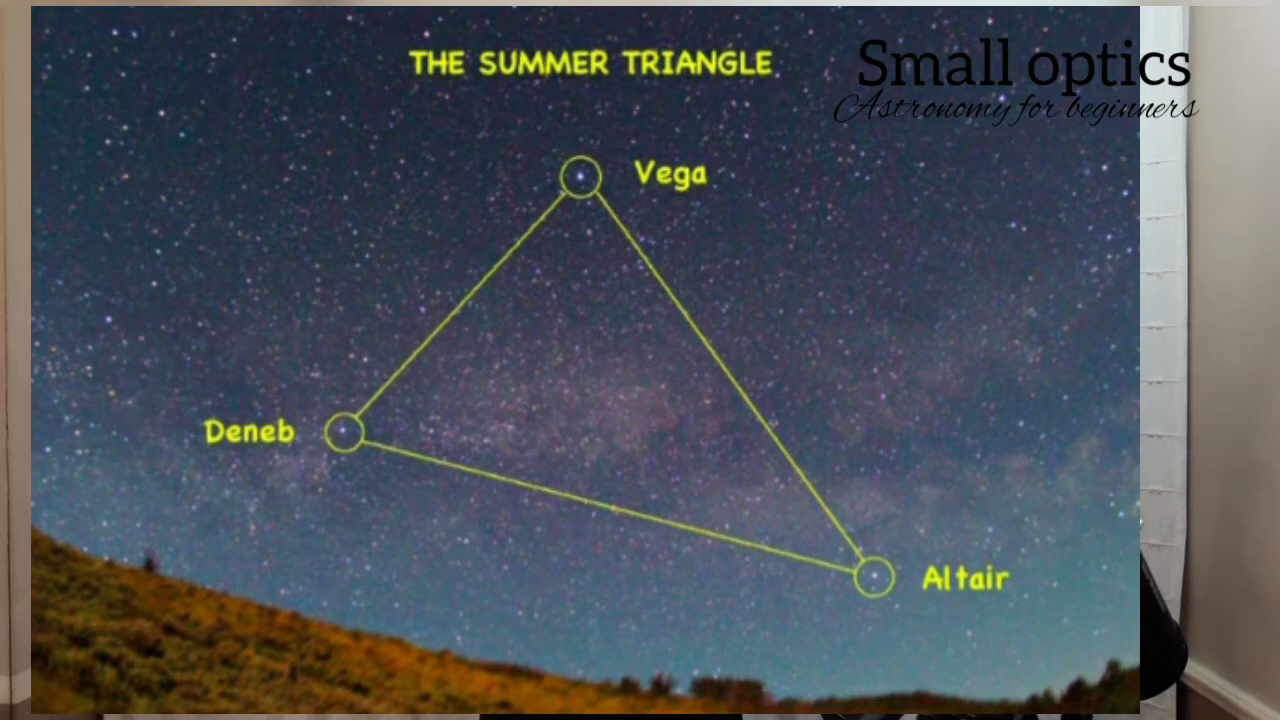 THE SUMMER TRIANGLE
Small optics
Astronomy for beginners
Vega
Deneb
Altair